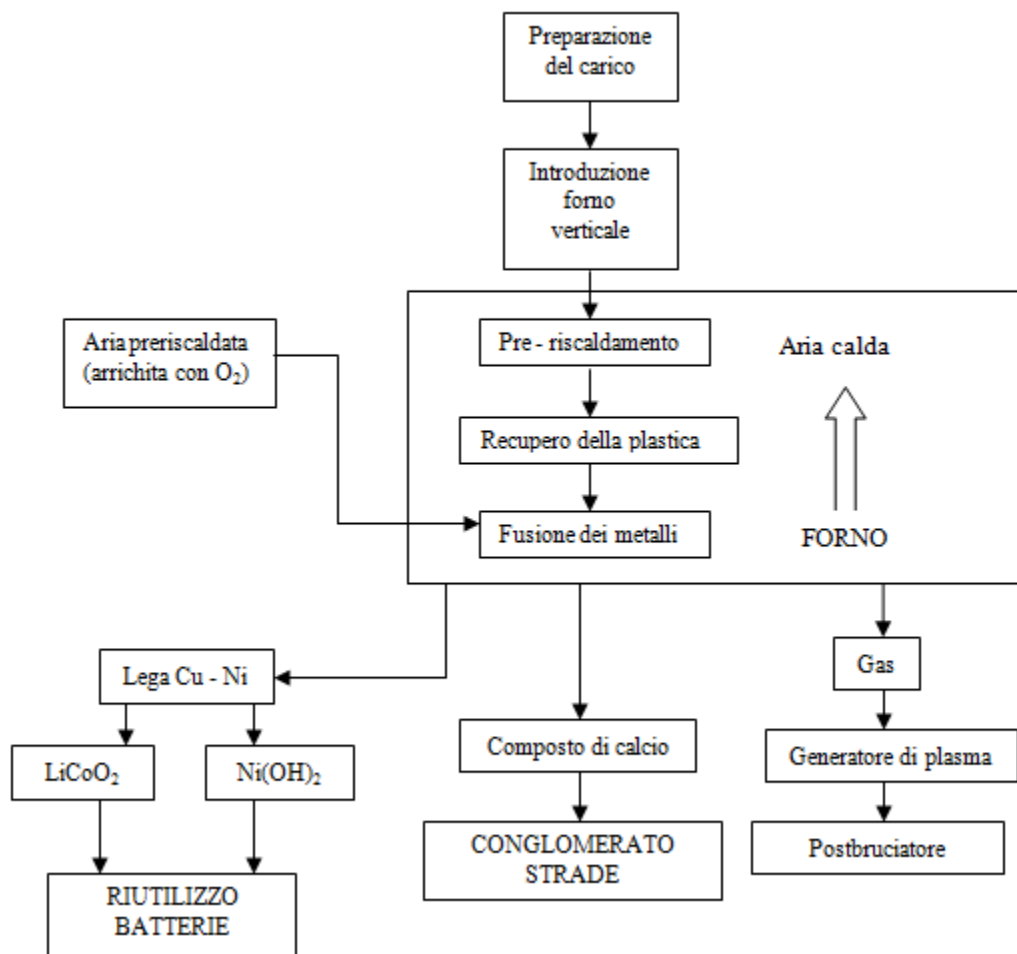 Preparazione
del carico
Introduzione
forno
verticale
Aria preriscaldata
(arrichita con O₂)
Pre - riscaldamento
Aria calda
Recupero della plastica
Fusione dei metalli
FORNO
Lega Cu - Ni
Gas
LiCoO₂
Ni(OH)₂
Composto di calcio
Generatore di plasma
CONGLOMERATO
STRADE
Postbruciatore
RIUTILIZZO
BATTERIE